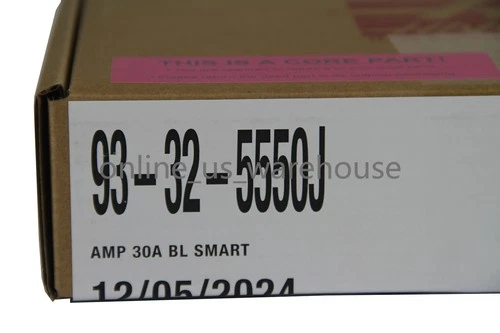 THIS IS A CORE PART!
93-32-5550J
online_us_warehouse
AMP 30A BL SMART
12/05/2024